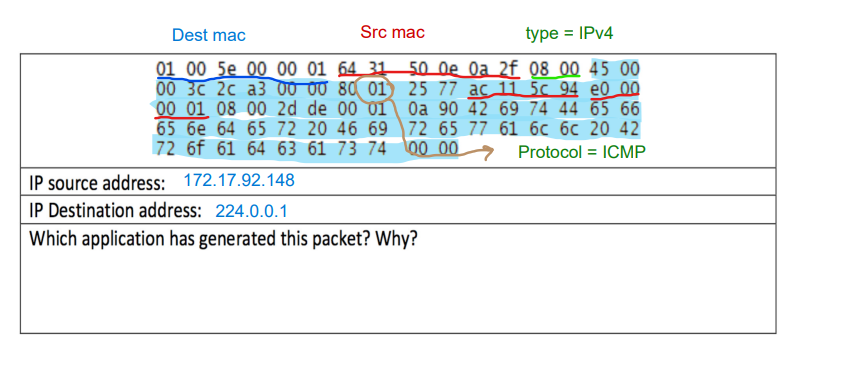 Dest mac Src mac type = IPv4
01 00 5e 00 00 01 64 31 50 0e 0a 2f 08 00 45 00
00 3c 2c a3 00 00 80 01 25 77 ac 11 5c 94 e0 00
00 01 08 00 2d de 00 01 0a 90 42 69 74 44 65 66
65 6e 64 65 72 20 46 69 72 65 77 61 6c 6c 20 42
72 6f 61 64 63 61 73 74 00 00 Protocol = ICMP
IP source address: 172.17.92.148
IP Destination address: 224.0.0.1
Which application has generated this packet? Why?